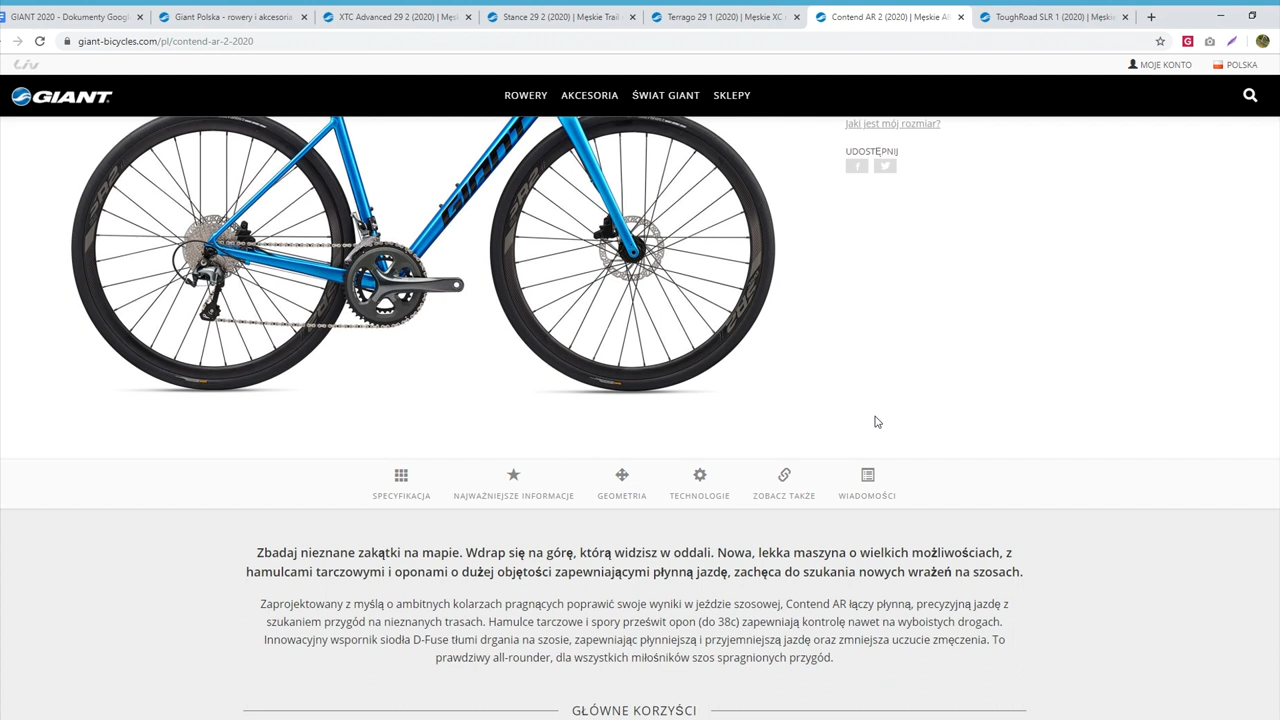 GIANT 2020 - Dokumenty Googl
Giant Polska - rowery i akcesoria
XTC Advanced 29 2 (2020) | Męsk
Stance 29 2 (2020) | Męskie Trail
Terrago 29 1 (2020) | Męskie XC
Contend AR 2 (2020) | Męskie Al
ToughRoad SLR 1 (2020) | Męski
giant-bicycles.com/pl/contend-ar-2-2020
Liv
MOJE KONTO
POLSKA
GIANT
ROWERY
AKCESORIA
ŚWIAT GIANT
SKLEPY
Jaki jest mój rozmiar?
UDOSTĘPNIJ
GIANT
SR2
SR2
SPECYFIKACJA
NAJWAŻNIEJSZE INFORMACJE
GEOMETRIA
TECHNOLOGIE
ZOBACZ TAKŻE
WIADOMOŚCI
Zbadaj nieznane zakątki na mapie. Wdrap się na górę, którą widzisz w oddali. Nowa, lekka maszyna o wielkich możliwościach, z
hamulcami tarczowymi i oponami o dużej objętości zapewniającymi płynną jazdę, zachęca do szukania nowych wrażeń na szosach.
Zaprojektowany z myślą o ambitnych kolarzach pragnących poprawić swoje wyniki w jeździe szosowej, Contend AR łączy płynną, precyzyjną jazdę z
szukaniem przygód na nieznanych trasach. Hamulce tarczowe i spory prześwit opon (do 38c) zapewniają kontrolę nawet na wyboistych drogach.
Innowacyjny wspornik siodła D-Fuse tłumi drgania na szosie, zapewniając płynniejszą i przyjemniejszą jazdę oraz zmniejsza uczucie zmęczenia. To
prawdziwy all-rounder, dla wszystkich miłośników szos spragnionych przygód.
GŁÓWNE KORZYŚCI